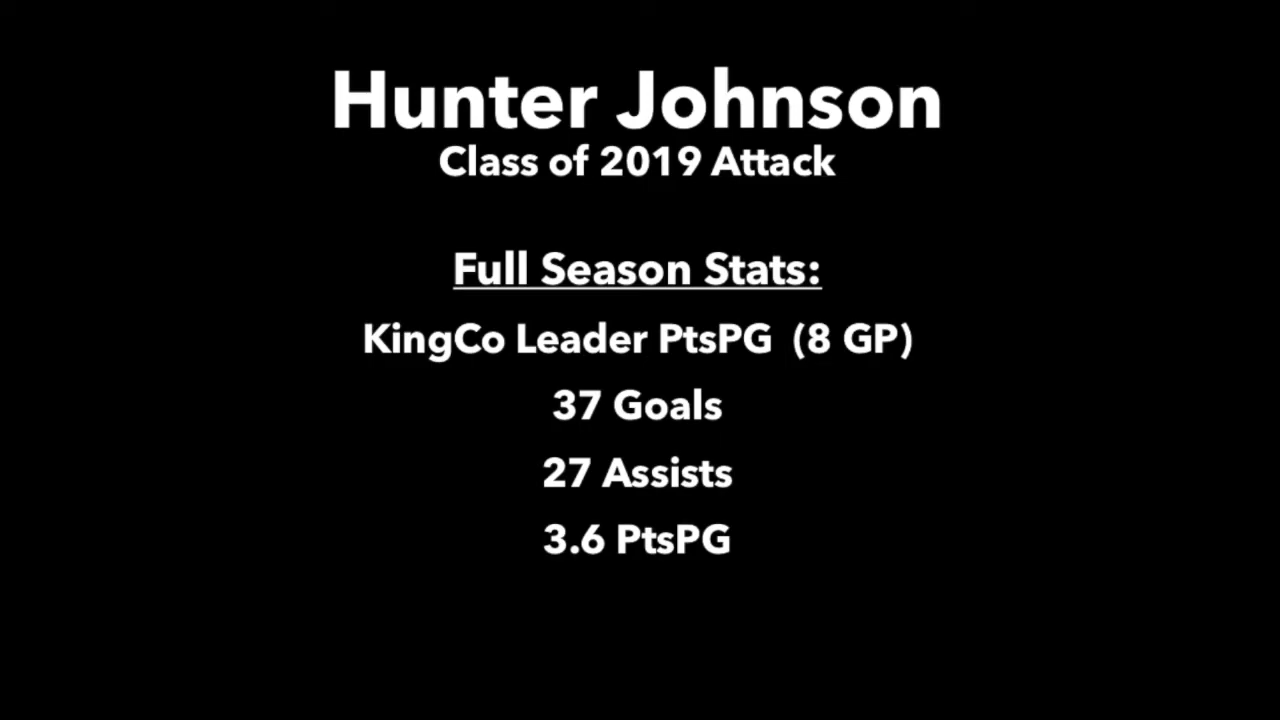 Hunter Johnson
Class of 2019 Attack
Full Season Stats:
KingCo Leader PtsPG (8 GP)
37 Goals
27 Assists
3.6 PtsPG